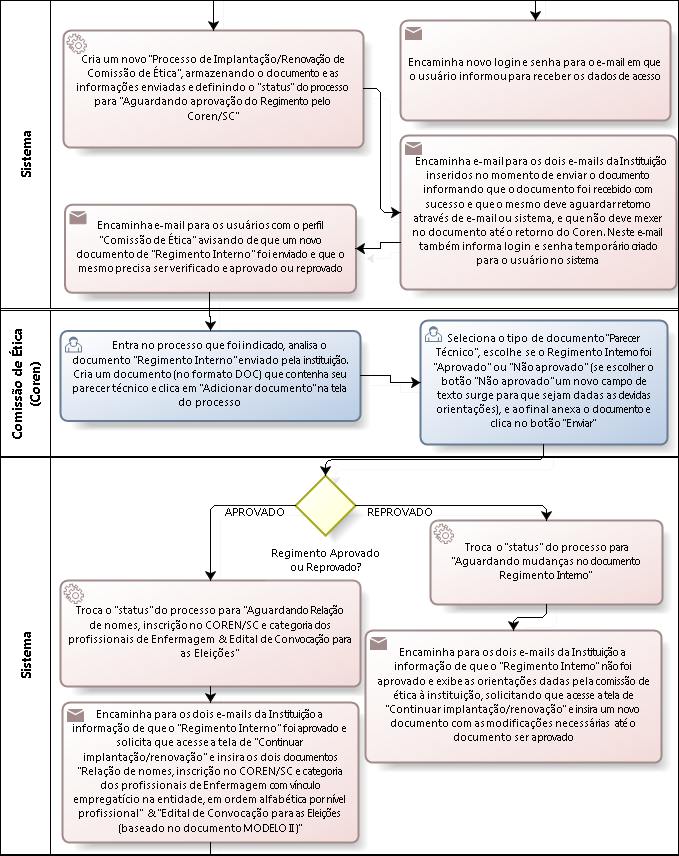 Sistema
Cria um novo "Processo de Implantação/Renovação de
Comissão de Ética", armazenando o documento e as
informações enviadas e definindo o "status" do processo
para "Aguardando aprovação do Regimento pelo
Coren/SC"
Encaminha novo login e senha para o e-mail em que
o usuário informou para receber os dados de acesso
Encaminha e-mail para os dois e-mails da Instituição
inseridos no momento de enviar o documento
informando que o documento foi recebido com
sucesso e que o mesmo deve aguardar retorno
através de e-mail ou sistema, e que não deve mexer
no documento até o retorno do Coren. Neste e-mail
também informa login e senha temporário criado
para o usuário no sistema
Encaminha e-mail para os usuários com o perfil
"Comissão de Ética" avisando de que um novo
documento de "Regimento Interno" foi enviado e que o
mesmo precisa ser verificado e aprovado ou reprovado
Comissão de Ética
(Coren)
Entra no processo que foi indicado, analisa o
documento "Regimento Interno" enviado pela instituição.
Cria um documento (no formato DOC) que contenha seu
parecer técnico e clica em "Adicionar documento" na tela
do processo
Seleciona o tipo de documento "Parecer
Técnico", escolhe se o Regimento Interno foi
"Aprovado" ou "Não aprovado" (se escolher o
botão "Não aprovado" um novo campo de
texto surge para que sejam dadas as devidas
orientações), e ao final anexa o documento e
clica no botão "Enviar"
Sistema
APROVADO
REPROVADO
Regimento Aprovado
ou Reprovado?
Troca o "status" do processo para
"Aguardando mudanças no documento
Regimento Interno"
Troca o "status" do processo para "Aguardando Relação
de nomes, inscrição no COREN/SC e categoria dos
profissionais de Enfermagem & Edital de Convocação para
as Eleições"
Encaminha para os dois e-mails da Instituição a
informação de que o "Regimento Interno" não foi
aprovado e exibe as orientações dadas pela comissão de
ética à instituição, solicitando que acesse a tela de
"Continuar implantação/renovação" e insira um novo
documento com as modificações necessárias até o
documento ser aprovado
Encaminha para os dois e-mails da Instituição a
informação de que o "Regimento Interno" foi aprovado e
solicita que acesse a tela de "Continuar
implantação/renovação" e insira os dois documentos
"Relação de nomes, inscrição no COREN/SC e categoria
dos profissionais de Enfermagem com vínculo
empregatício na entidade, em ordem alfabética por nível
profissional" & "Edital de Convocação para as Eleições
(baseado no documento MODELO II)"